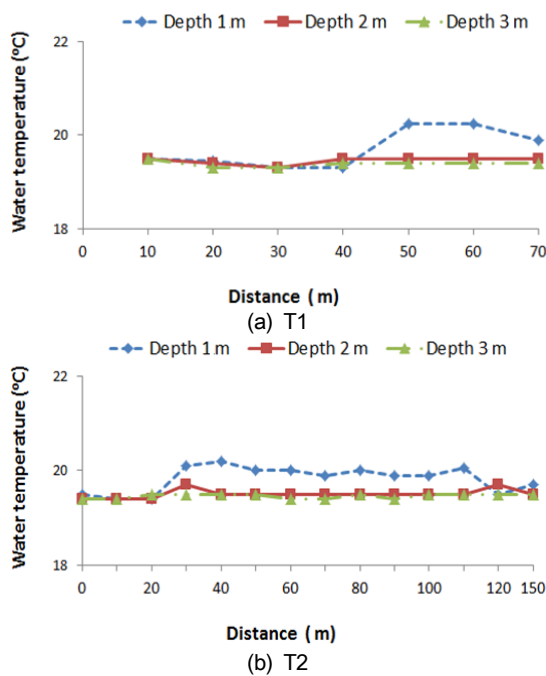 Depth 1 m Depth 2 m Depth 3 m
Water temperature (ºC)
22
20
18
0 10 20 30 40 50 60 70
Distance ( m)
(a) T1
Depth 1 m Depth 2 m Depth 3 m
Water temperature (ºC)
22
20
18
0 20 40 60 80 100 120 150
Distance ( m)
(b) T2